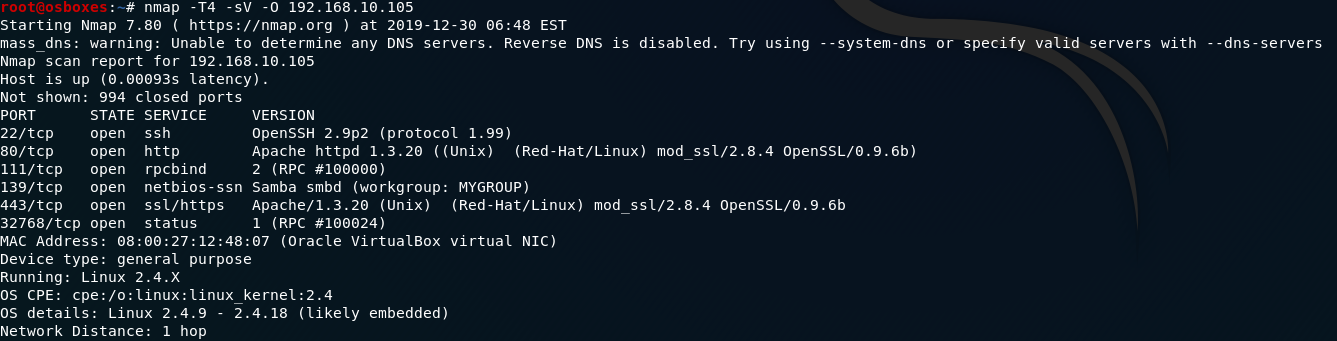 root@osboxes:~# nmap -T4 -sV -O 192.168.10.105
Starting Nmap 7.80 ( https://nmap.org ) at 2019-12-30 06:48 EST
mass_dns: warning: Unable to determine any DNS servers. Reverse DNS is disabled. Try using --system-dns or specify valid servers with --dns-servers
Nmap scan report for 192.168.10.105
Host is up (0.00093s latency).
Not shown: 994 closed ports
PORT      STATE SERVICE     VERSION
22/tcp    open  ssh         OpenSSH 2.9p2 (protocol 1.99)
80/tcp    open  http        Apache httpd 1.3.20 ((Unix)  (Red-Hat/Linux) mod_ssl/2.8.4 OpenSSL/0.9.6b)
111/tcp   open  rpcbind     2 (RPC #100000)
139/tcp   open  netbios-ssn Samba smbd (workgroup: MYGROUP)
443/tcp   open  ssl/https   Apache/1.3.20 (Unix)  (Red-Hat/Linux) mod_ssl/2.8.4 OpenSSL/0.9.6b
32768/tcp open  status      1 (RPC #100024)
MAC Address: 08:00:27:12:48:07 (Oracle VirtualBox virtual NIC)
Device type: general purpose
Running: Linux 2.4.X
OS CPE: cpe:/o:linux:linux_kernel:2.4
OS details: Linux 2.4.9 - 2.4.18 (likely embedded)
Network Distance: 1 hop